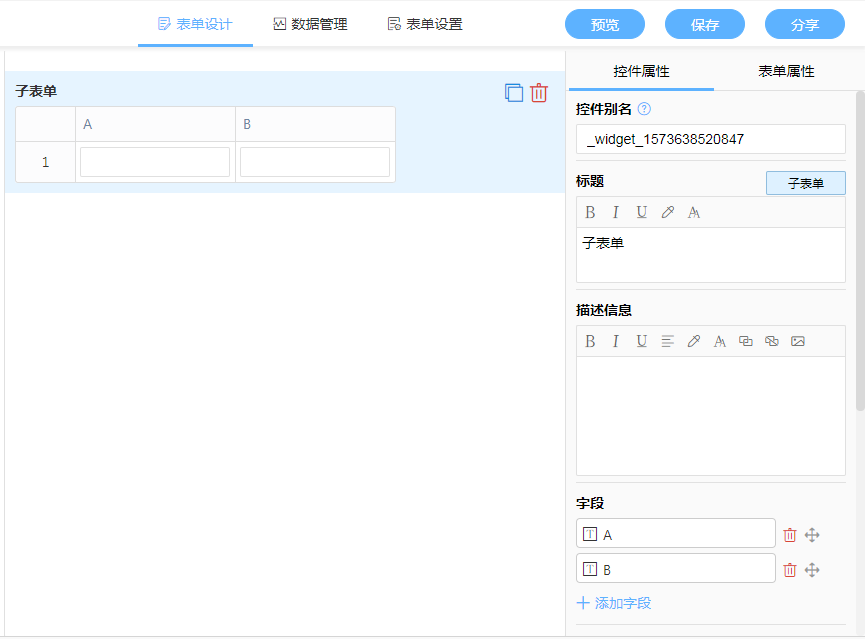 表单设计 数据管理 表单设置 预览 保存 分享
子表单
A B
1
控件属性 表单属性
控件别名
_widget_1573638520847
标题 子表单
B I U A
子表单
描述信息
B I U A
字段
T A
T B
添加字段